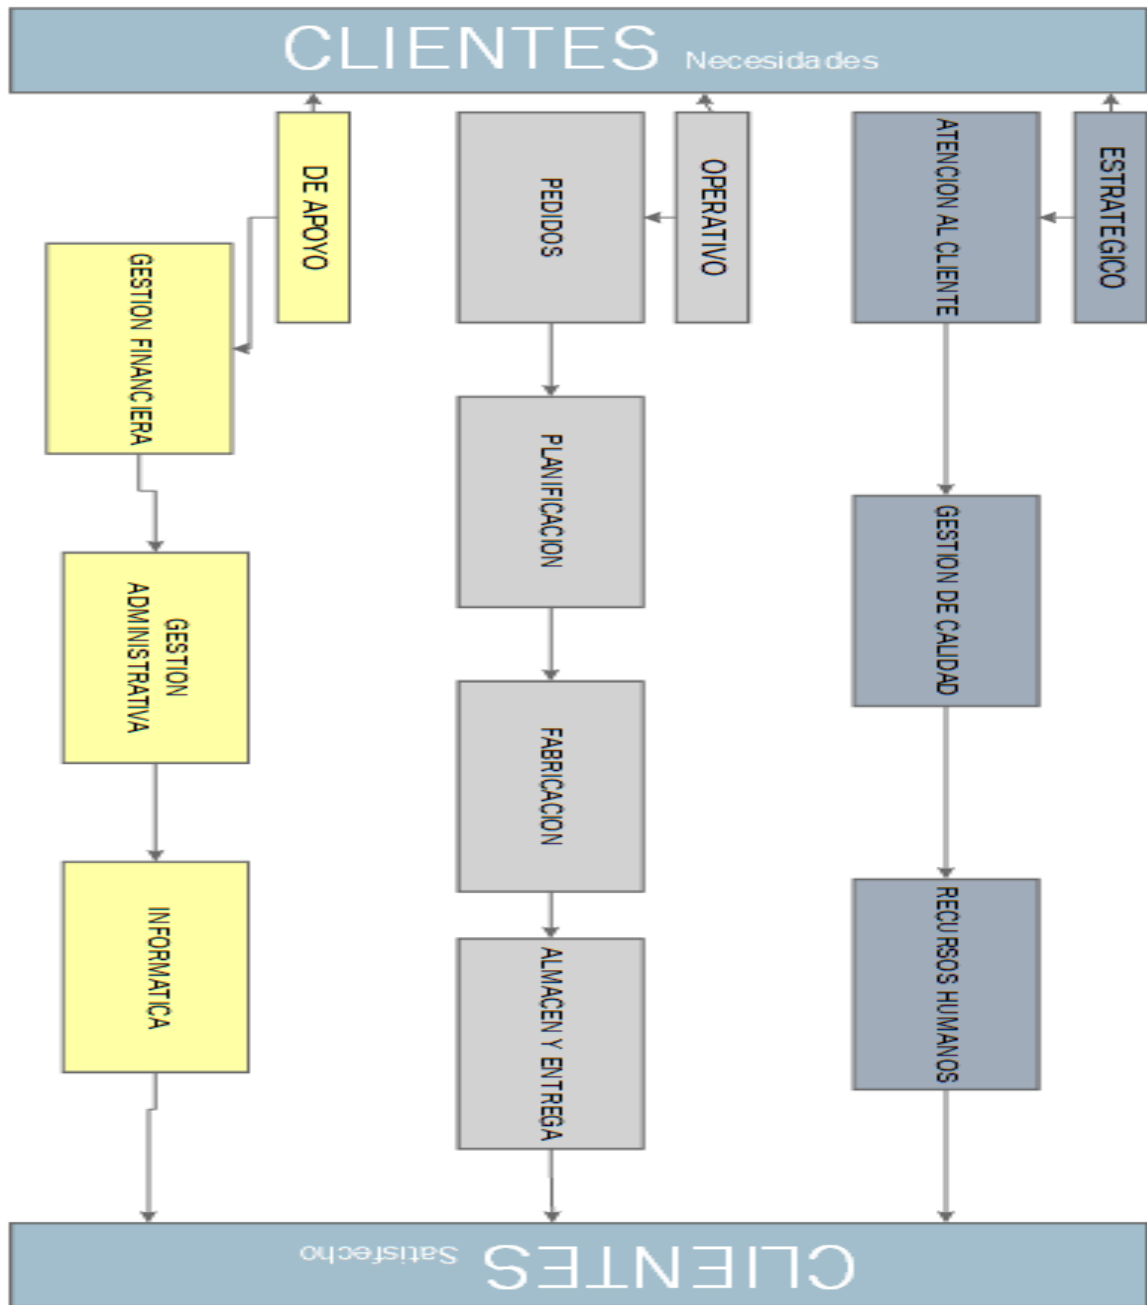 CLIENTES Necesidades
ESTRATEGICO
ATENCION AL CLIENTE
GESTION DE CALIDAD
RECURSOS HUMANOS
OPERATIVO
PEDIDOS
PLANIFICACION
FABRICACION
ALMACEN Y ENTREGA
DE APOYO
GESTION FINANCIERA
GESTION
ADMINISTRATIVA
INFORMATICA
CLIENTES Satisfecho